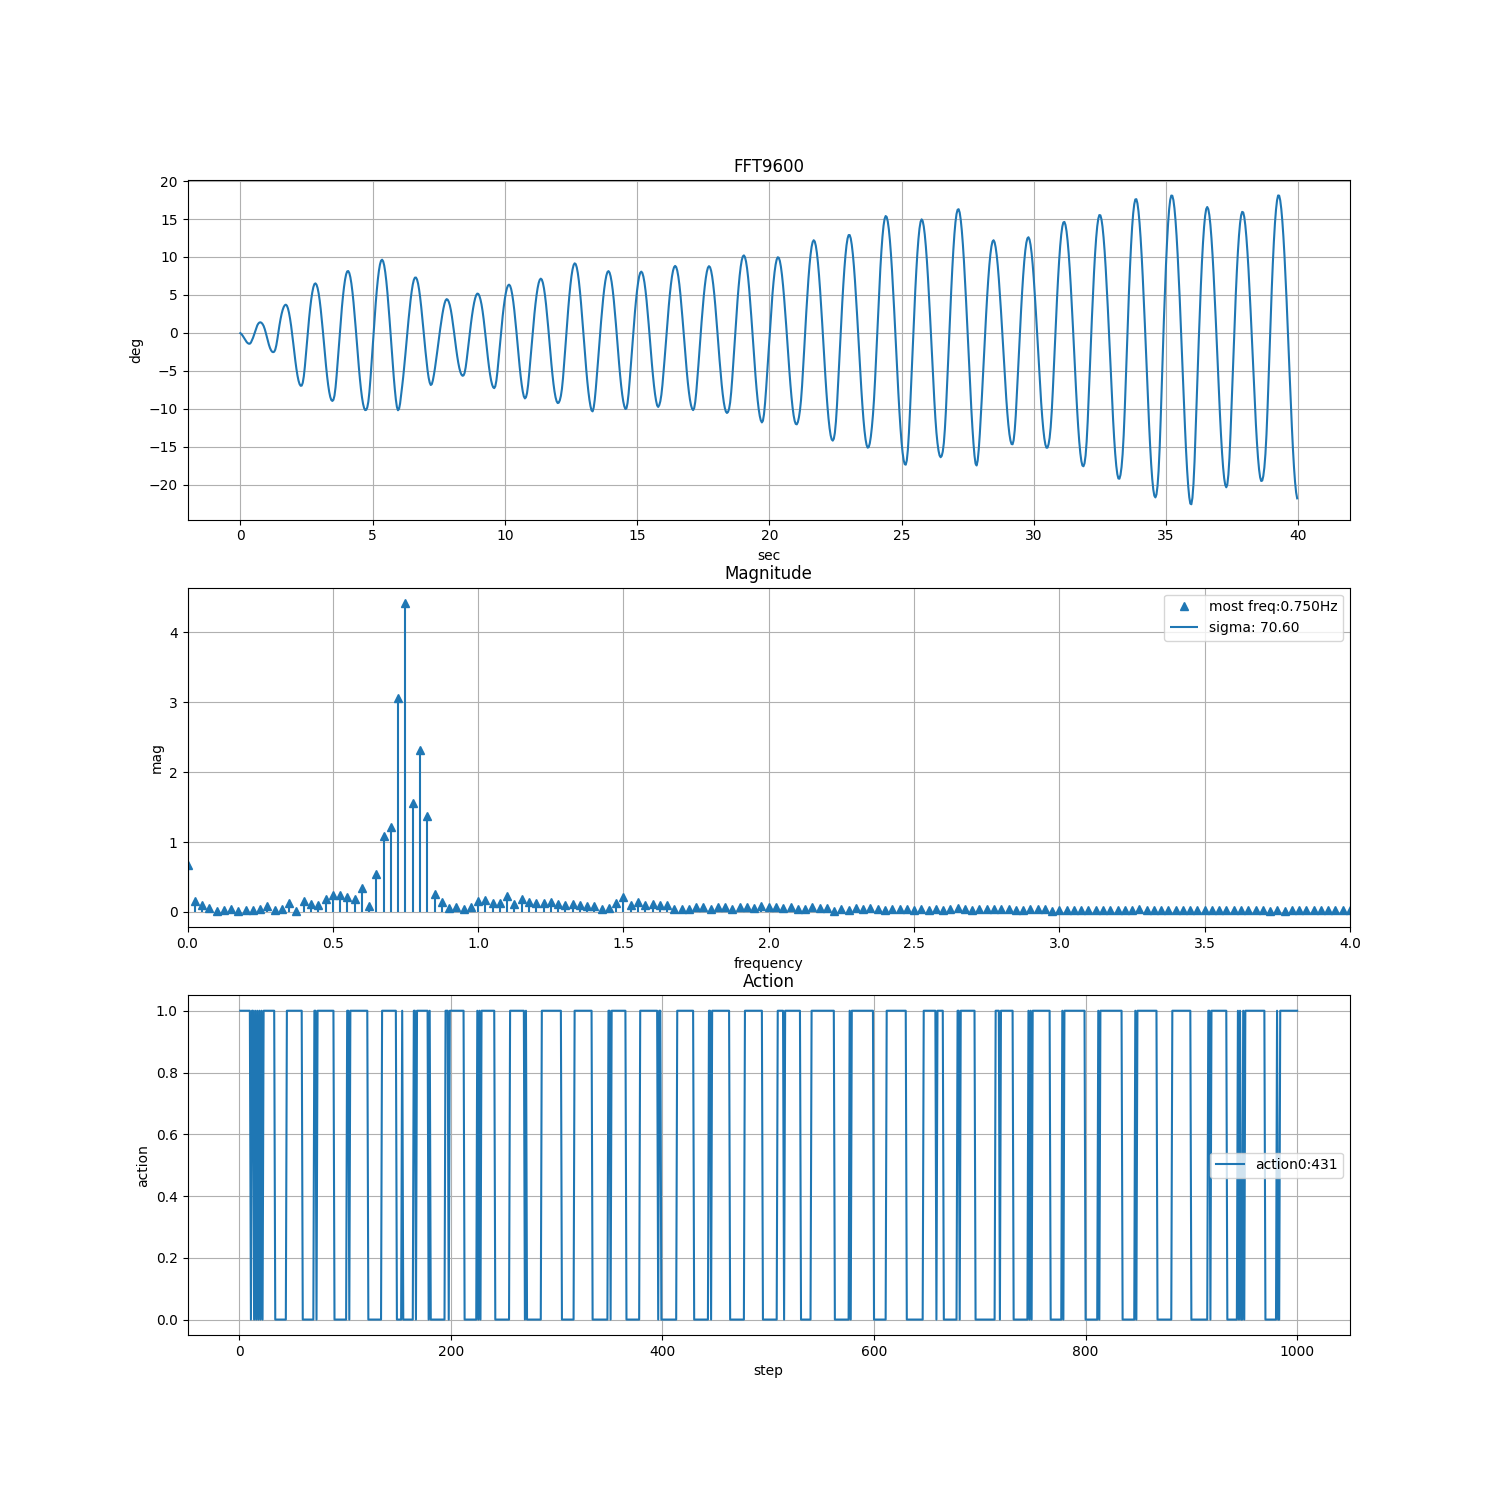 FFT9600
20
15
10
5
0
−5
−10
−15
−20
deg
0 5 10 15 20 25 30 35 40
sec
Magnitude
most freq:0.750Hz
sigma: 70.60
4
3
2
1
0
mag
0.0 0.5 1.0 1.5 2.0 2.5 3.0 3.5 4.0
frequency
Action
1.0
0.8
0.6
0.4
0.2
0.0
action
action0:431
0 200 400 600 800 1000
step